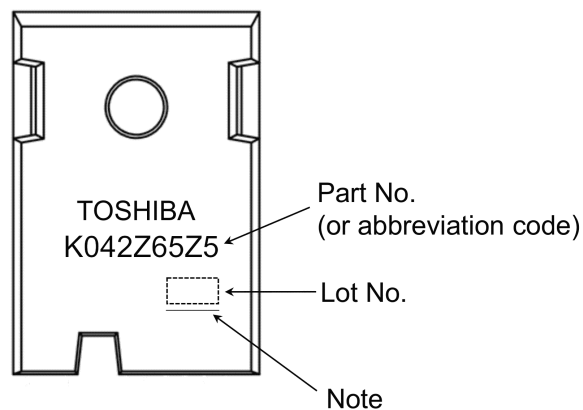 TOSHIBA
K042Z65Z5
Part No.
(or abbreviation code)
Lot No.
Note